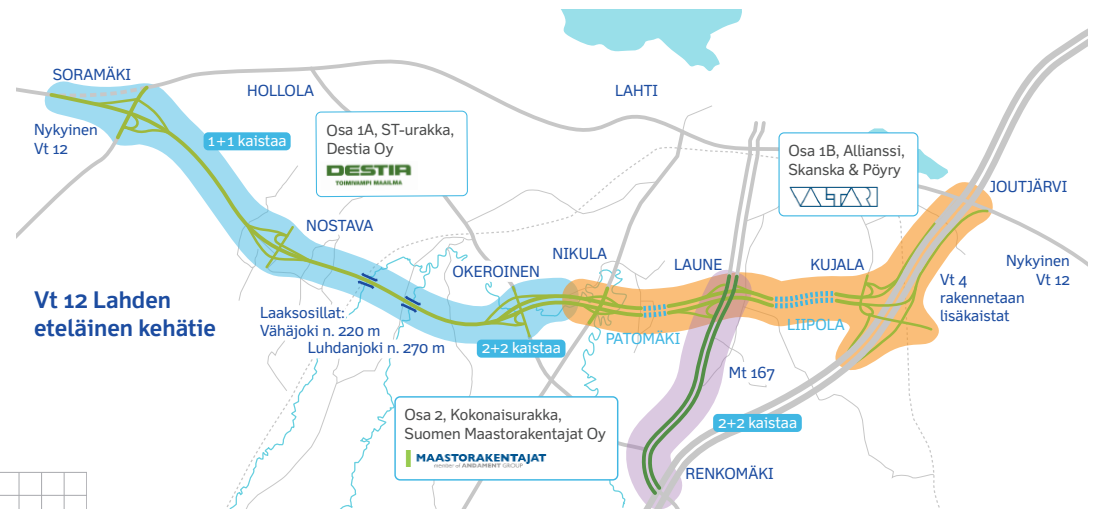 SORAMÄKI
HOLLOLA
LAHTI
Nykyinen
Vt 12
1+1 kaistaa
Osa 1A, ST-urakka,
Destia Oy
DESTIA
TOIMIVAMPI MAAILMA
Osa 1B, Allianssi,
Skanska & Pöyry
VALTARI
JOUTJÄRVI
NOSTAVA
NIKULA
OKEROINEN
LAUNE
KUJALA
Nykyinen
Vt 12
Vt 4
rakennetaan
lisäkaistat
Vt 12 Lahden
eteläinen kehätie
Laaksosillat:
Vähäjoki n. 220 m
Luhdanjoki n. 270 m
2+2 kaistaa
PATOMÄKI
LIIPOLA
Mt 167
Osa 2, Kokonaisurakka,
Suomen Maastorakentajat Oy
MAASTORAKENTAJAT
member of ANDAMENT GROUP
2+2 kaistaa
RENKOMÄKI